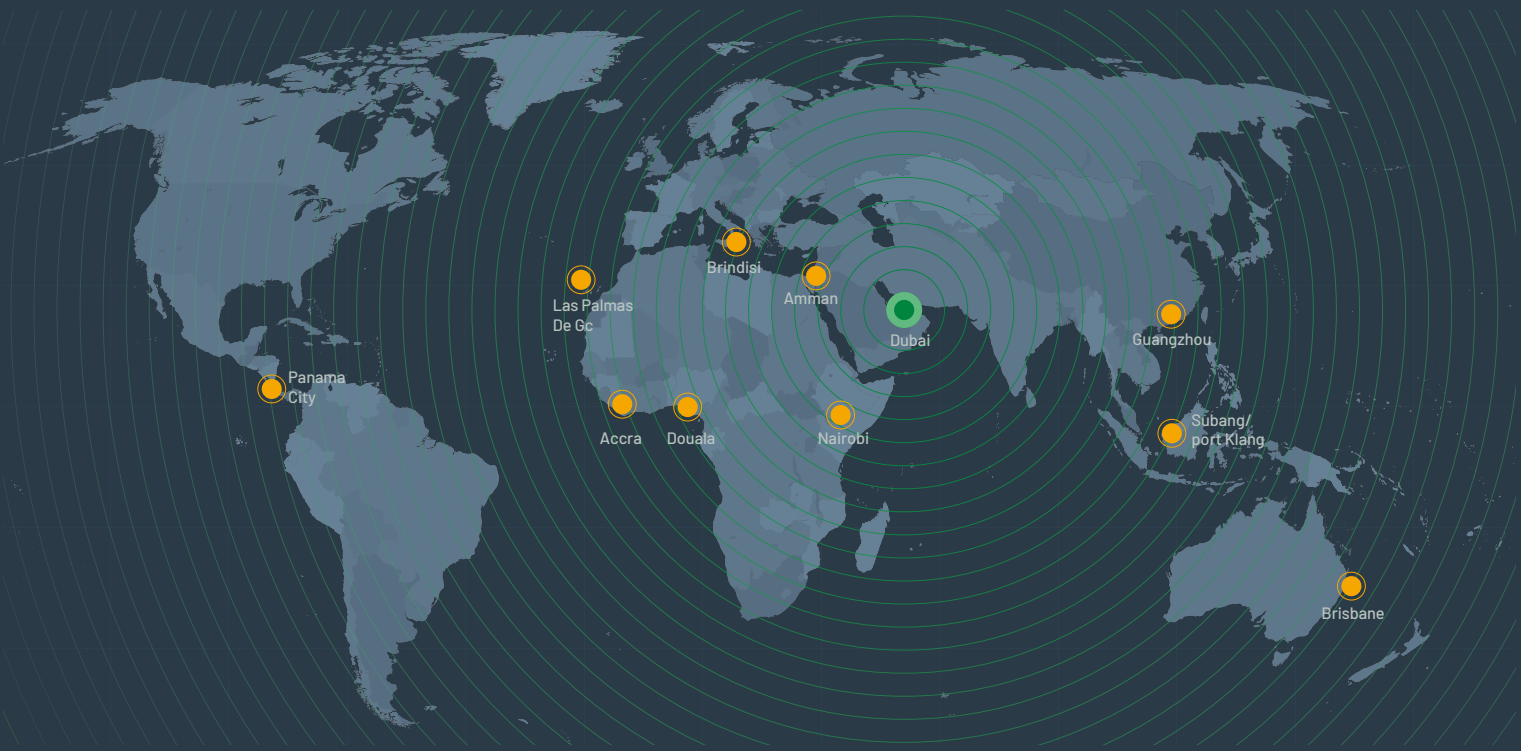 Brindisi
Las Palmas
De Gc
Amman
Dubai
Guangzhou
Panama
City
Accra
Douala
Nairobi
Subang/
port Klang
Brisbane